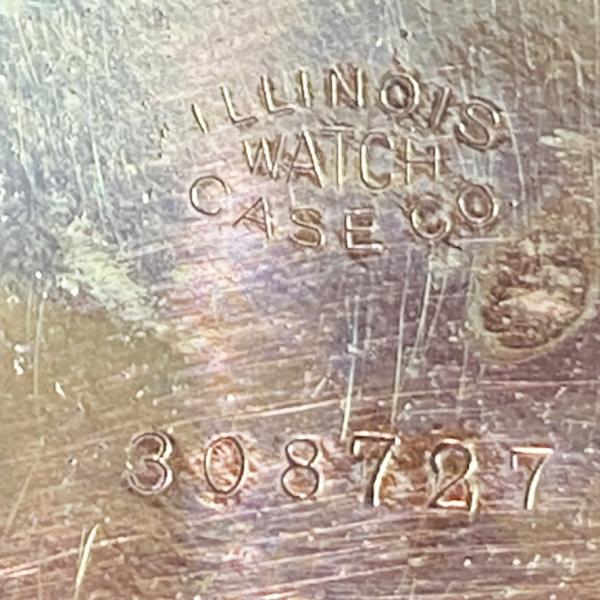 ILLINOIS
WATCH
CASE CO
308727